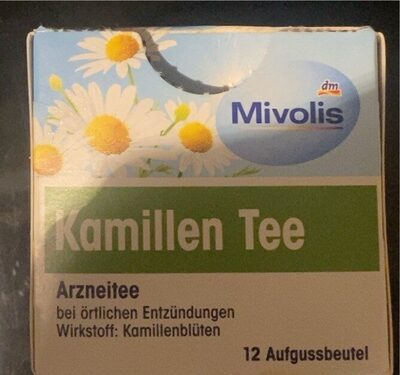 dm
Mivolis
Kamillen Tee
Arzneitee
bei örtlichen Entzündungen
Wirkstoff: Kamillenblüten
12 Aufgussbeutel